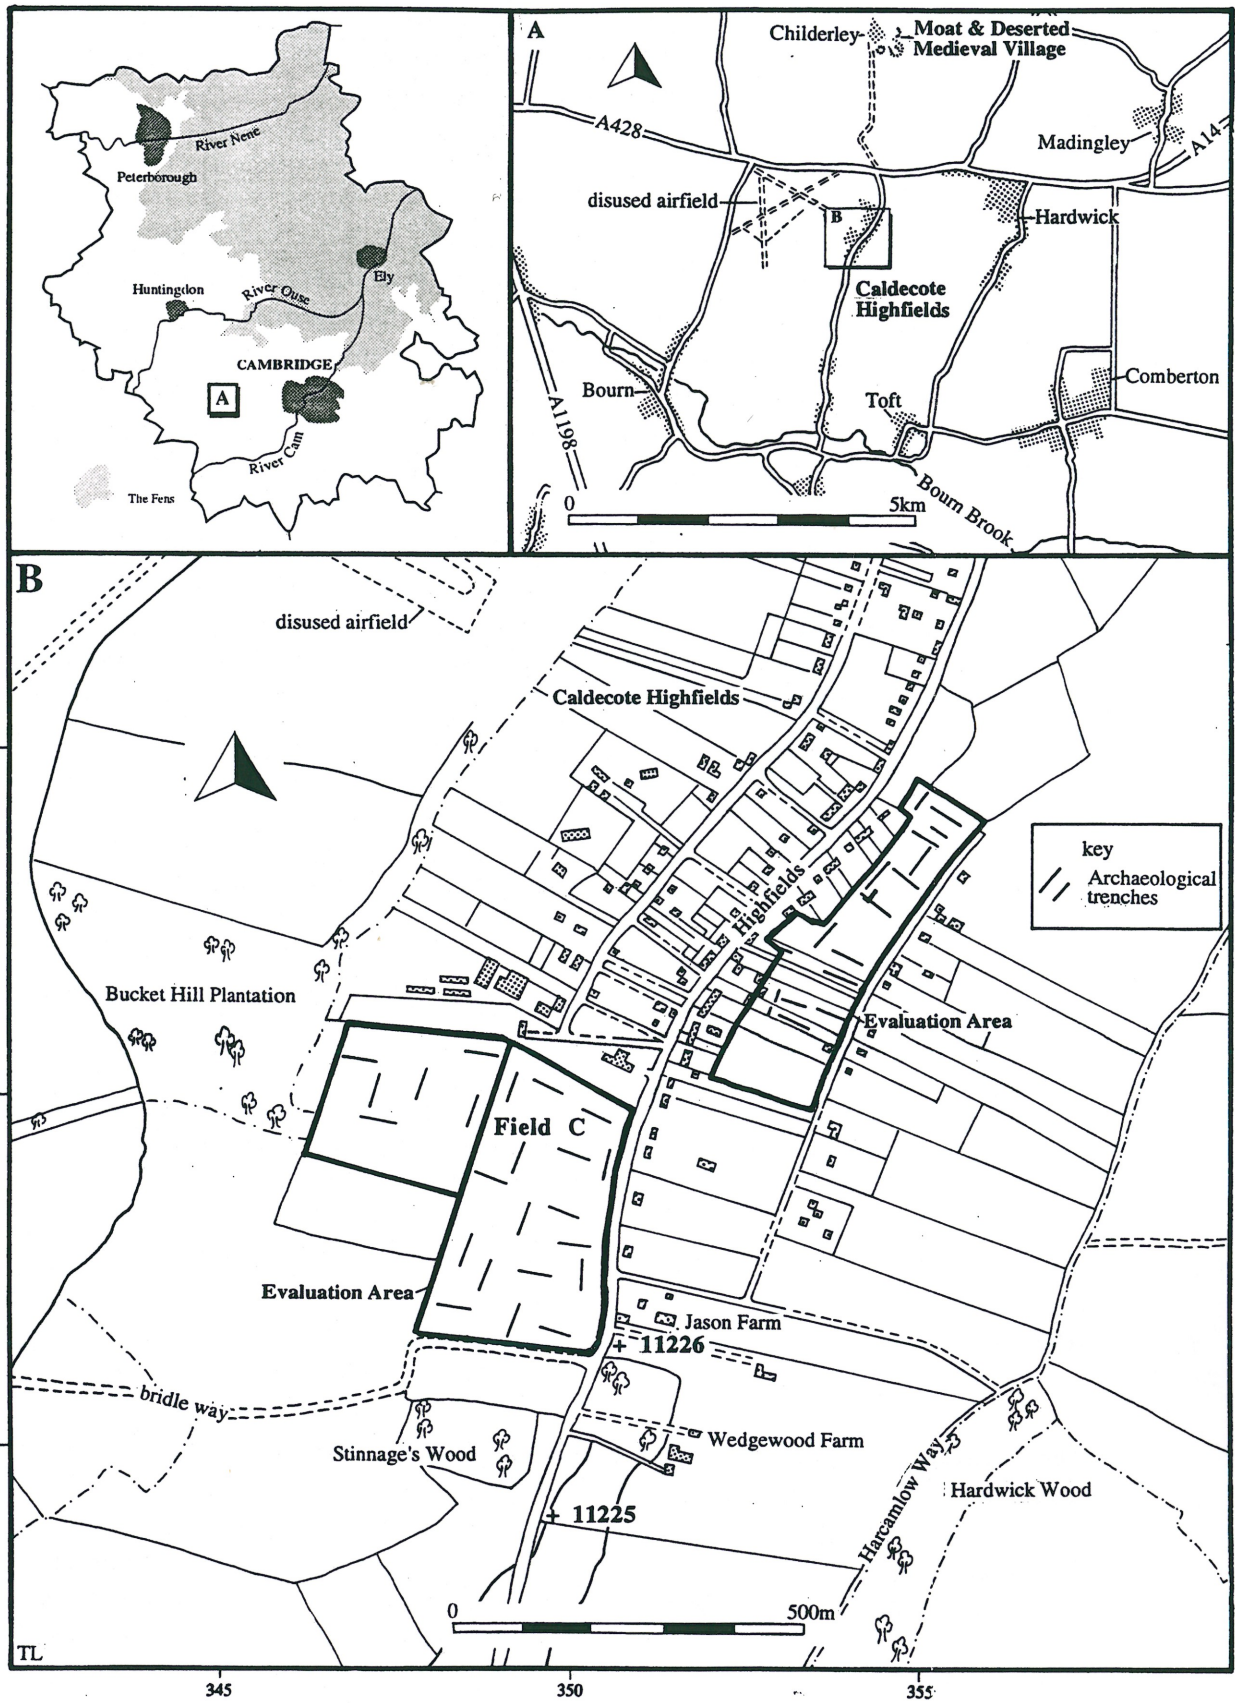 River Nene
Peterborough
Huntingdon
River Ouse
Ely
CAMBRIDGE
A
River Cam
The Fens
A
Childerley
Moat & Deserted
Medieval Village
A428
Madingley
A14
disused airfield
B
Hardwick
Caldecote
Highfields
Bourn
A1198
Toft
Comberton
Bourn Brook
0
5km
B
disused airfield
Caldecote Highfields
Highfields
key
Archaeological
trenches
Bucket Hill Plantation
Evaluation Area
Field C
Evaluation Area
Jason Farm
+ 11226
bridle way
Stinnage's Wood
Wedgewood Farm
Harcamlow Way
Hardwick Wood
+ 11225
0
500m
TL
345
350
355